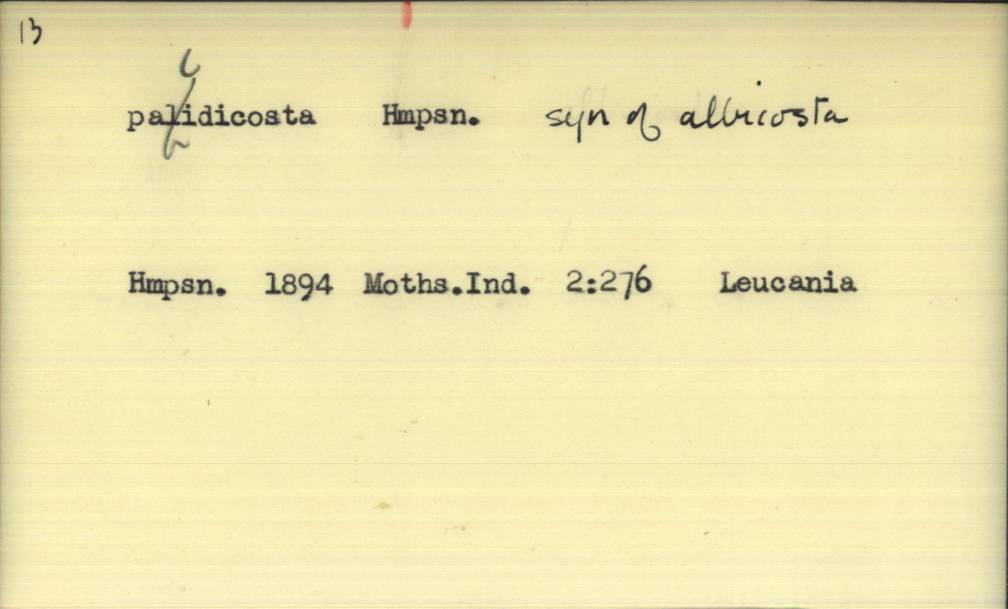 13
palidicosta Hmpsn. syn of albicosta
Hmpsn. 1894 Moths.Ind. 2:276 Leucania